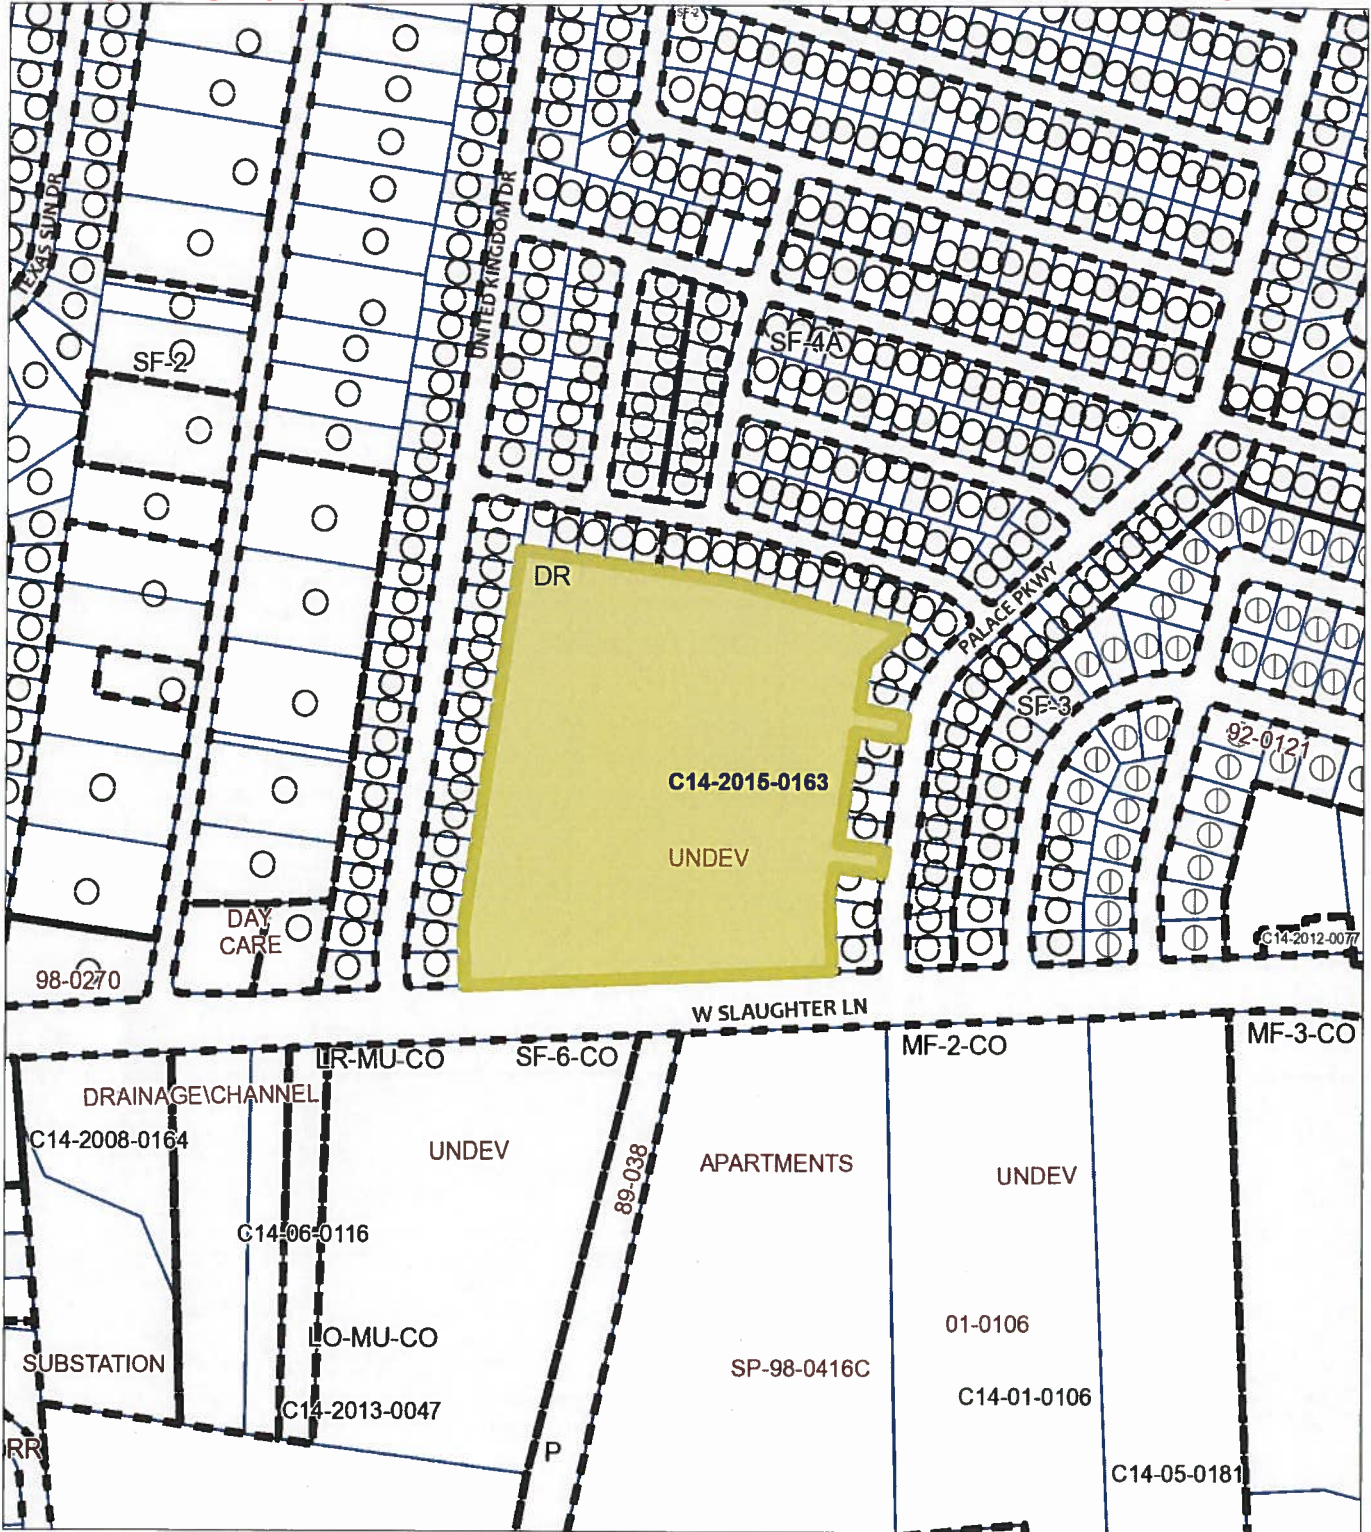 SF-2
TEXAS SUN DR
UNITED KINGDOM DR
SF-2
SF-4A
DR
PALACE PKWY
SF-3
92-0121
C14-2015-0163
UNDEV
DAY
CARE
98-0270
C14-2012-0077
W SLAUGHTER LN
LR-MU-CO
SF-6-CO
MF-2-CO
MF-3-CO
DRAINAGE\CHANNEL
C14-2008-0164
UNDEV
89-038
APARTMENTS
UNDEV
C14-06-0116
01-0106
LO-MU-CO
SUBSTATION
SP-98-0416C
C14-01-0106
C14-2013-0047
RR
P
C14-05-0181